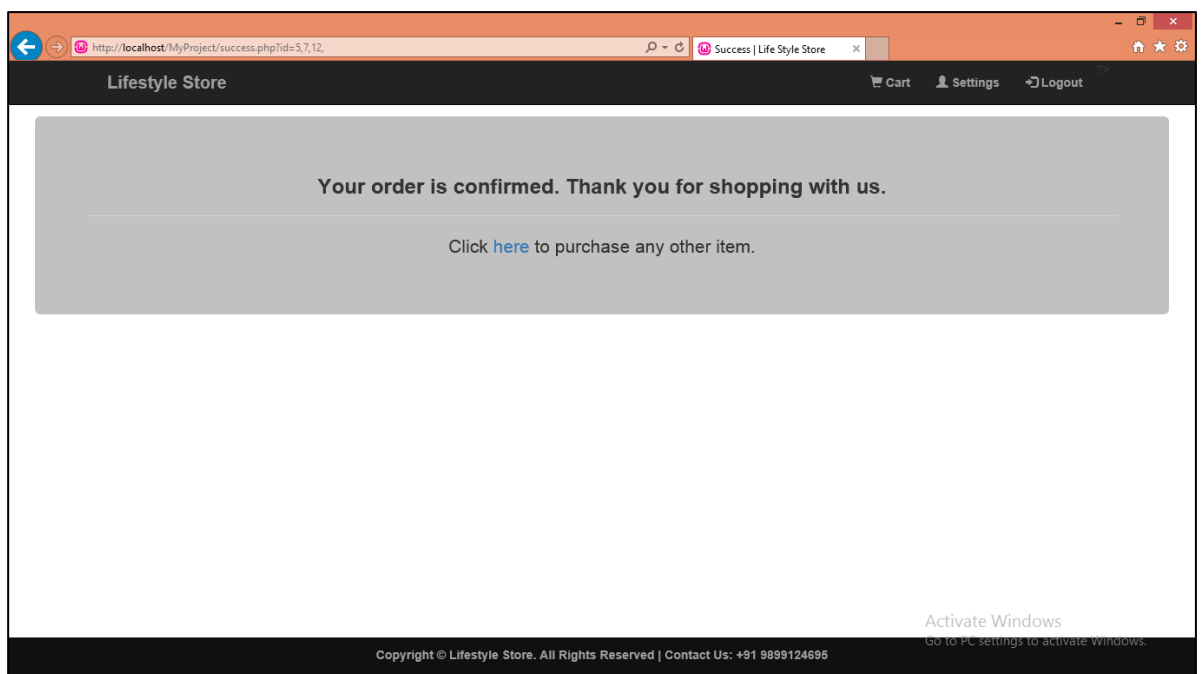 http://localhost/MyProject/success.php?id=5,7,12,
Success | Life Style Store
?>
Lifestyle Store
Cart
Settings
Logout
Your order is confirmed. Thank you for shopping with us.
Click here to purchase any other item.
Activate Windows
Go to PC settings to activate Windows.
Copyright © Lifestyle Store. All Rights Reserved | Contact Us: +91 9899124695